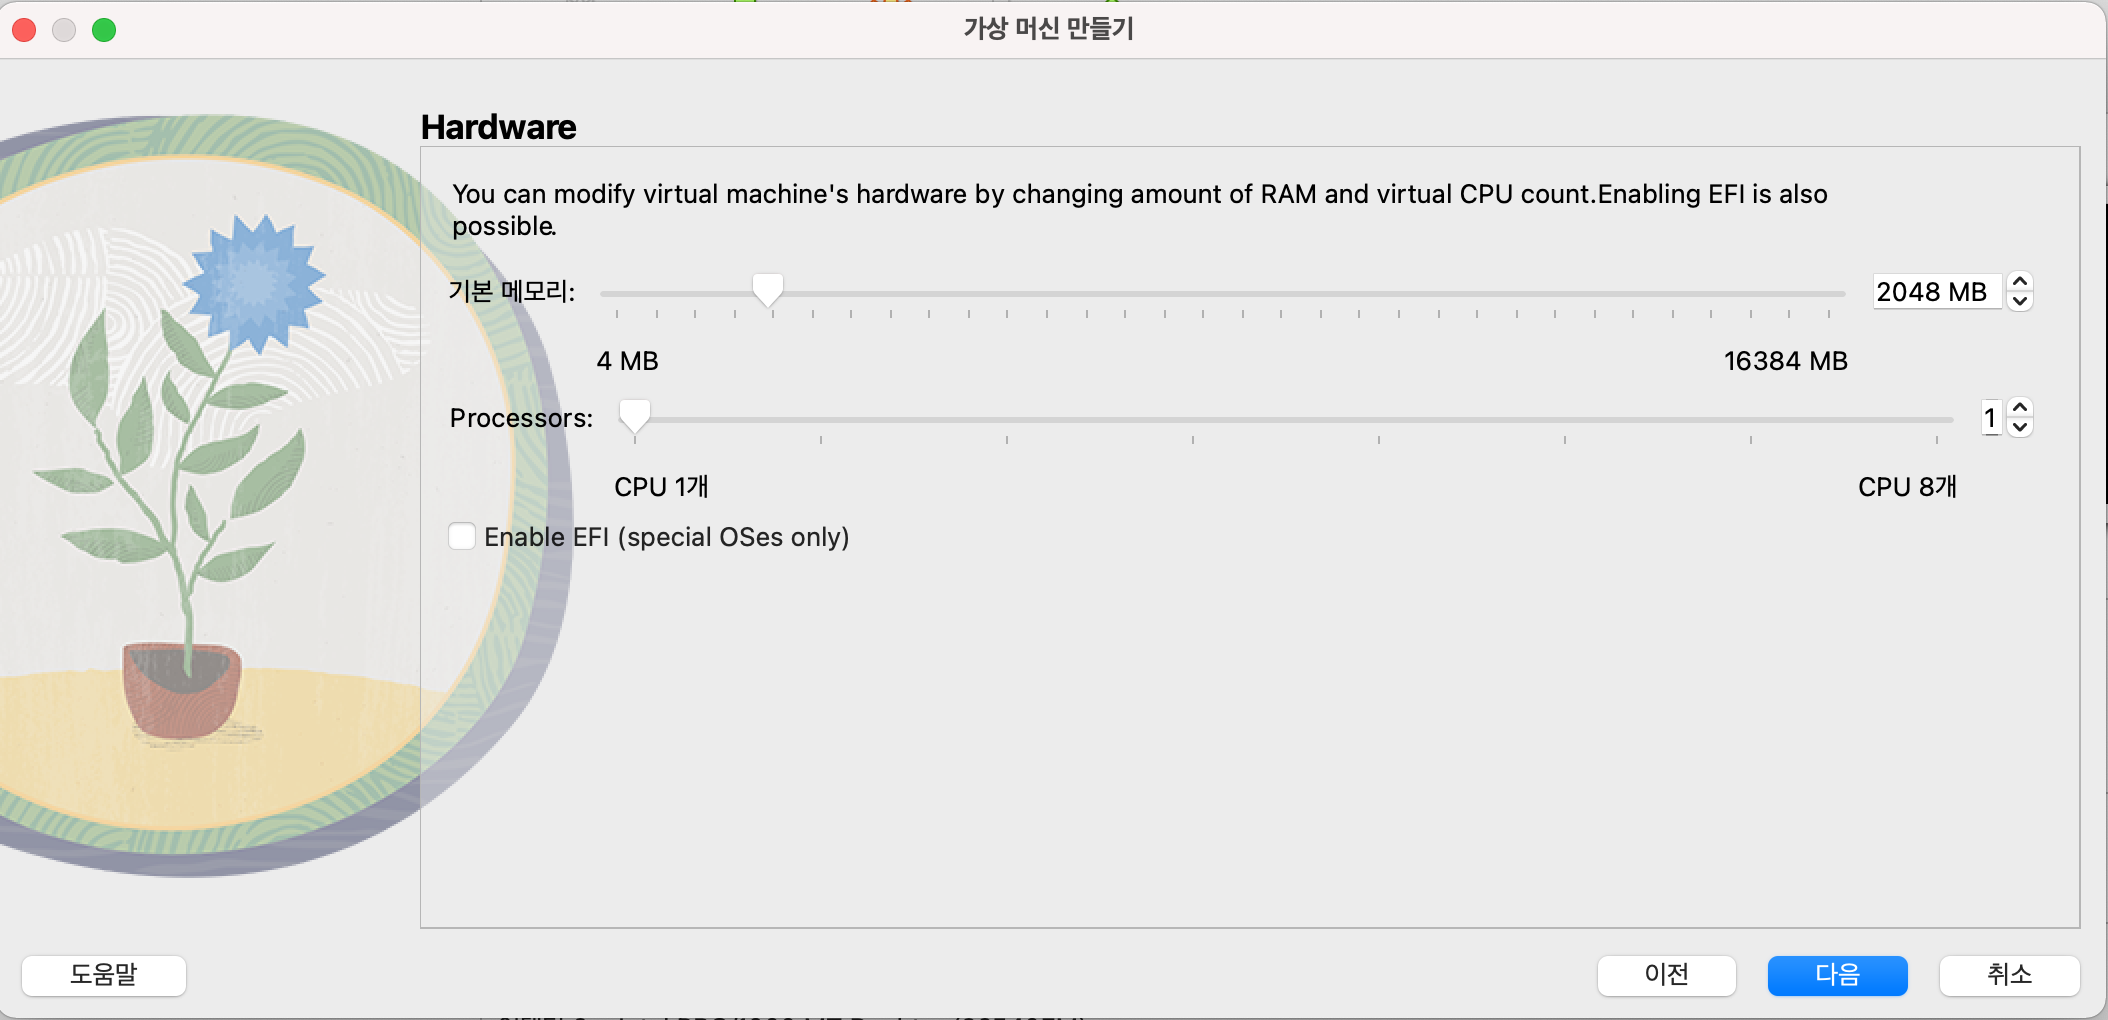 가상 머신 만들기
Hardware
You can modify virtual machine's hardware by changing amount of RAM and virtual CPU count.Enabling EFI is also
possible.
기본 메모리:
2048 MB
4 MB
16384 MB
Processors:
1
CPU 1개
CPU 8개
Enable EFI (special OSes only)
도움말
이전
다음
취소